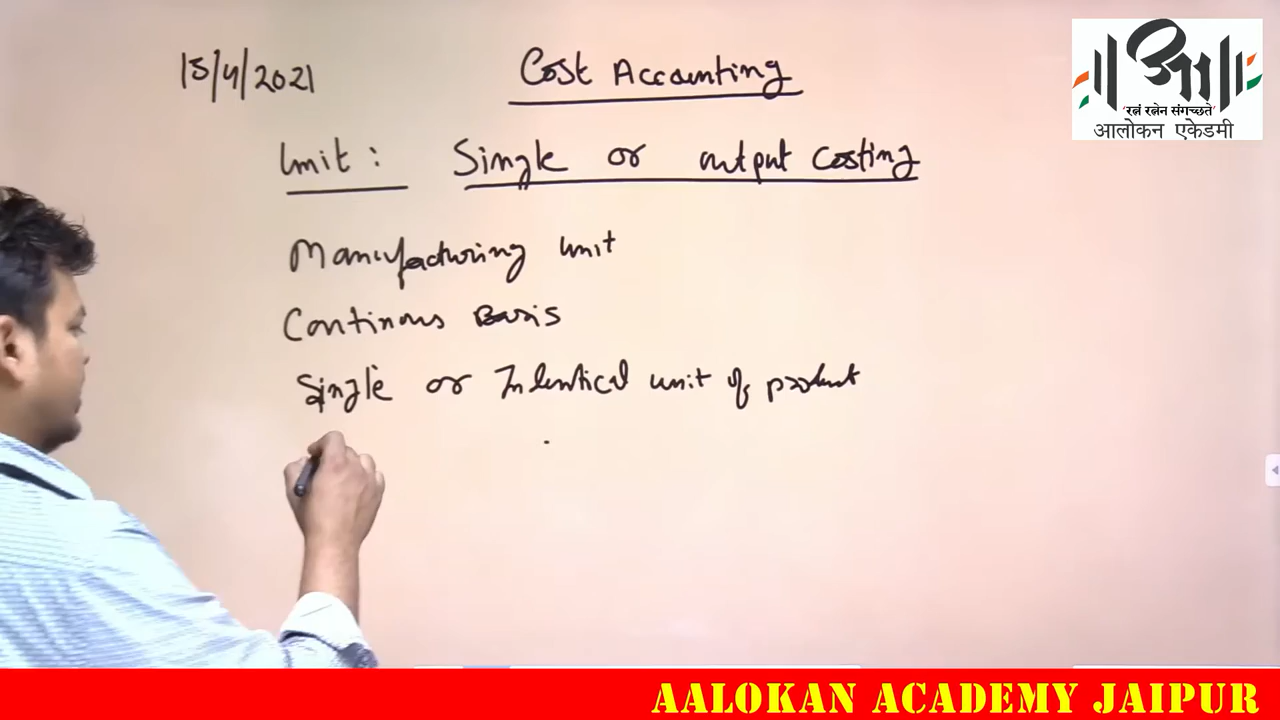 15/4/2021
Cost Accounting
Unit : Single or output Costing
Manufacturing unit
Continous Basis
Single or Identical unit of product
'रत्नं रत्नेन संगच्छते'
आलोकन एकेडमी
AALOKAN ACADEMY JAIPUR